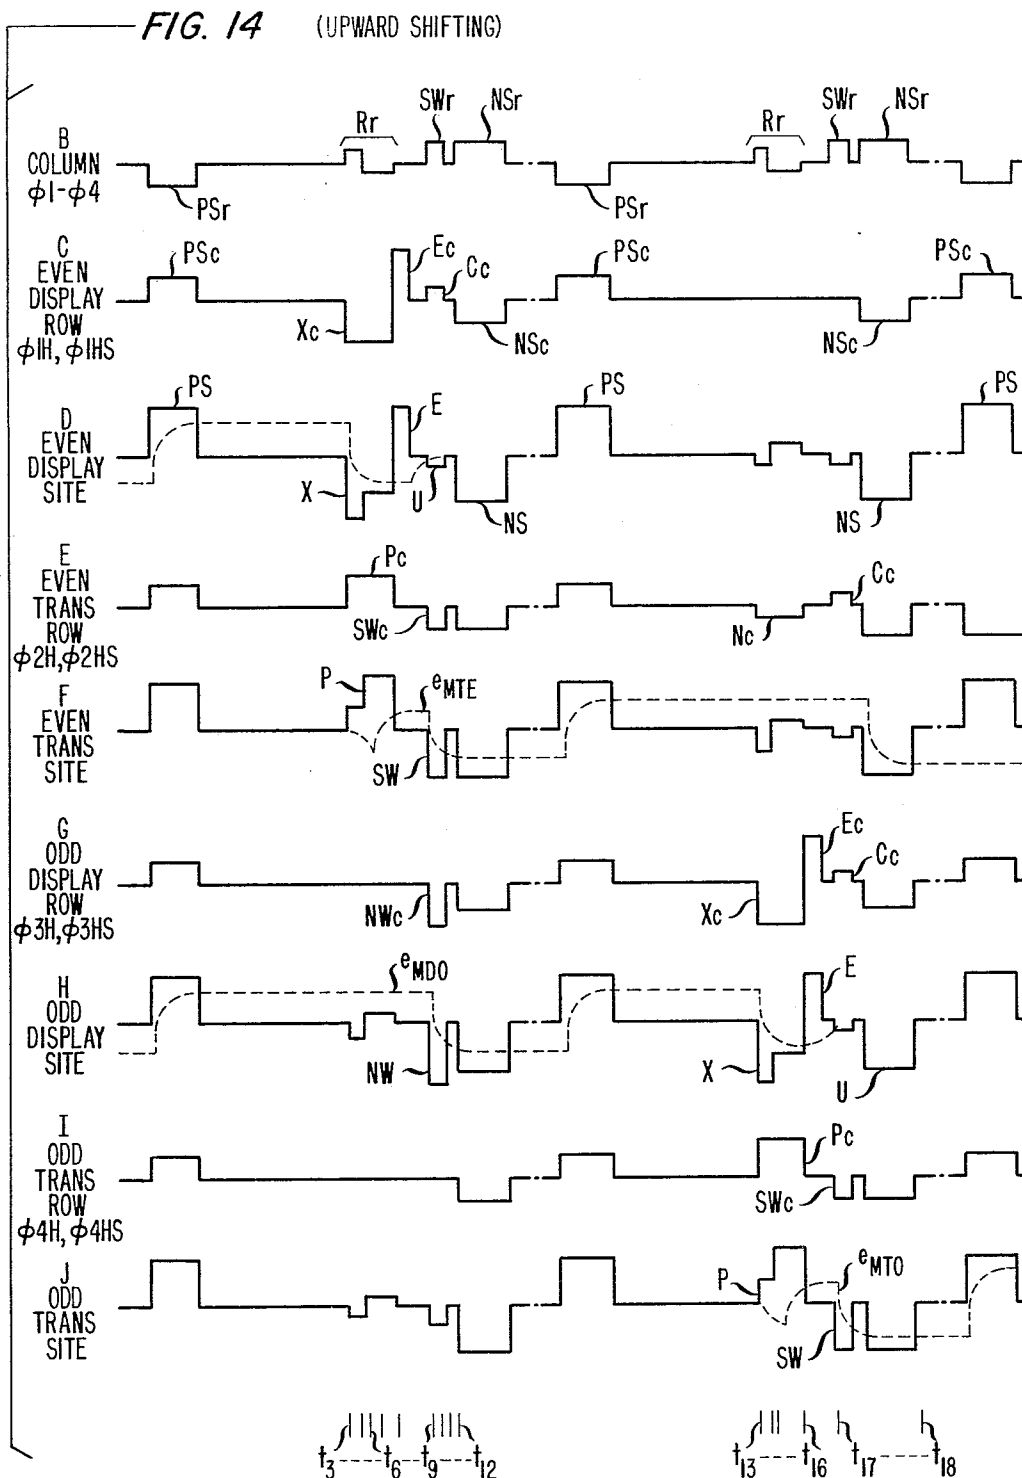 FIG. 14 (UPWARD SHIFTING)
SWr NSr SWr NSr
Rr Rr
B
COLUMN
φ1-φ4
PSr PSr
C
EVEN
DISPLAY
ROW
φ1H, φ1HS
PSc Ec Cc PSc PSc
Xc NSc NSc
D
EVEN
DISPLAY
SITE
PS E PS PS
X U NS NS
E
EVEN
TRANS
ROW
φ2H, φ2HS
Pc Cc
SWc Nc
F
EVEN
TRANS
SITE
P eMTE
SW
G
ODD
DISPLAY
ROW
φ3H, φ3HS
Ec Cc
NWc Xc
H
ODD
DISPLAY
SITE
eMDO E
NW X U
I
ODD
TRANS
ROW
φ4H, φ4HS
Pc
SWc
J
ODD
TRANS
SITE
P eMTO
SW
t3-----t6--t9---t12 t13----t16 t17------t18